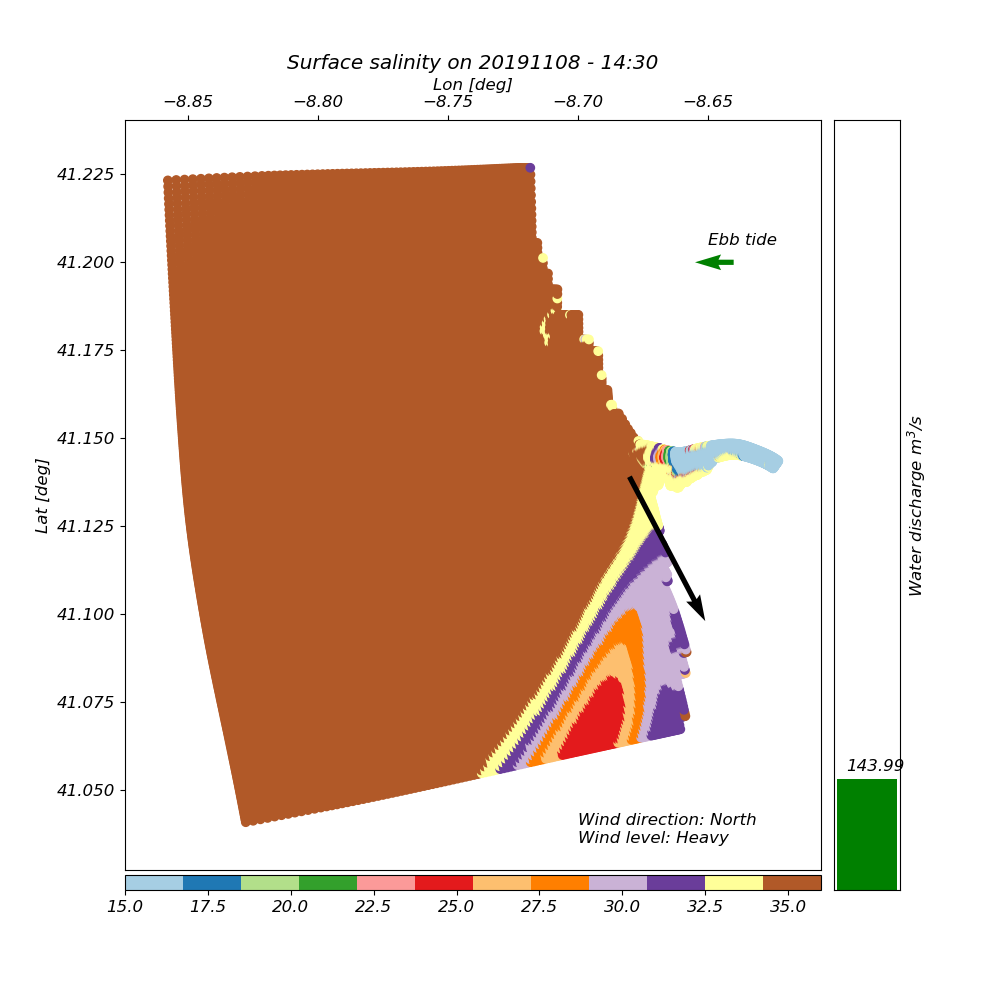 Surface salinity on 20191108 - 14:30
Lon [deg]
−8.85 −8.80 −8.75 −8.70 −8.65
41.225
41.200
41.175
41.150
41.125
41.100
41.075
41.050
Lat [deg]
Ebb tide
Wind direction: North
Wind level: Heavy
15.0 17.5 20.0 22.5 25.0 27.5 30.0 32.5 35.0
143.99
Water discharge m³/s